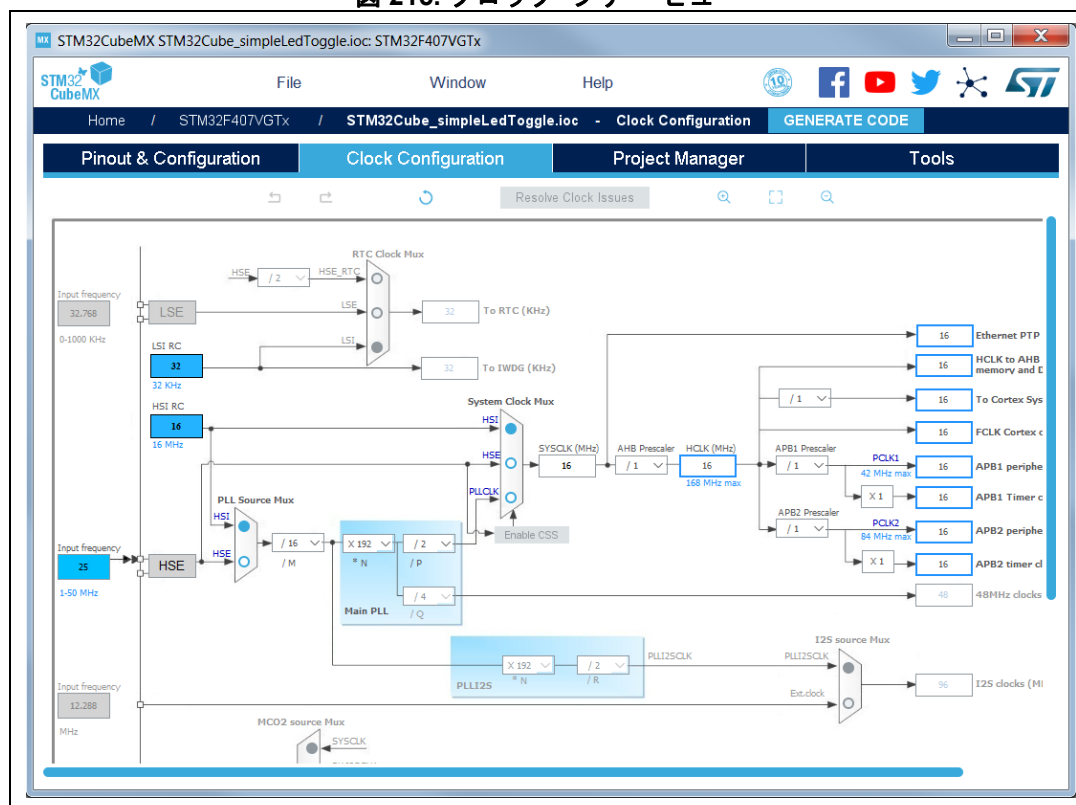 STM32CubeMX STM32Cube_simpleLedToggle.ioc: STM32F407VGTx
MX
STM32 CubeMX
File Window Help
10
Home / STM32F407VGTx / STM32Cube_simpleLedToggle.ioc - Clock Configuration GENERATE CODE
Pinout & Configuration Clock Configuration Project Manager Tools
Resolve Clock Issues
RTC Clock Mux
HSE / 2 HSE_RTC
Input frequency
32.768 LSE LSE 32 To RTC (KHz)
0-1000 KHz
LSI RC LSI
32 32 To IWDG (KHz)
32 KHz
HSI RC
16
16 MHz
System Clock Mux
HSI
HSE
PLLCLK
Enable CSS
SYSCLK (MHz) AHB Prescaler HCLK (MHz)
16 / 1 16
168 MHz max
16 Ethernet PTP
16 HCLK to AHB
memory and D
/ 1 16 To Cortex Sys
16 FCLK Cortex c
APB1 Prescaler
/ 1 PCLK1 16 APB1 periphe
42 MHz max
X 1 16 APB1 Timer c
APB2 Prescaler
/ 1 PCLK2 16 APB2 periphe
84 MHz max
X 1 16 APB2 timer cl
PLL Source Mux
HSI
HSE
Input frequency
25 HSE
1-50 MHz
/ 16 X 192 / 2
/ M * N / P
/ 4 48 48MHz clocks
Main PLL / Q
I2S source Mux
X 192 / 2 PLLI2SCLK PLLI2SCLK
PLLI2S * N / R
96 I2S clocks (M
Ext.clock
Input frequency
12.288
MHz
MCO2 source Mux
SYSCLK